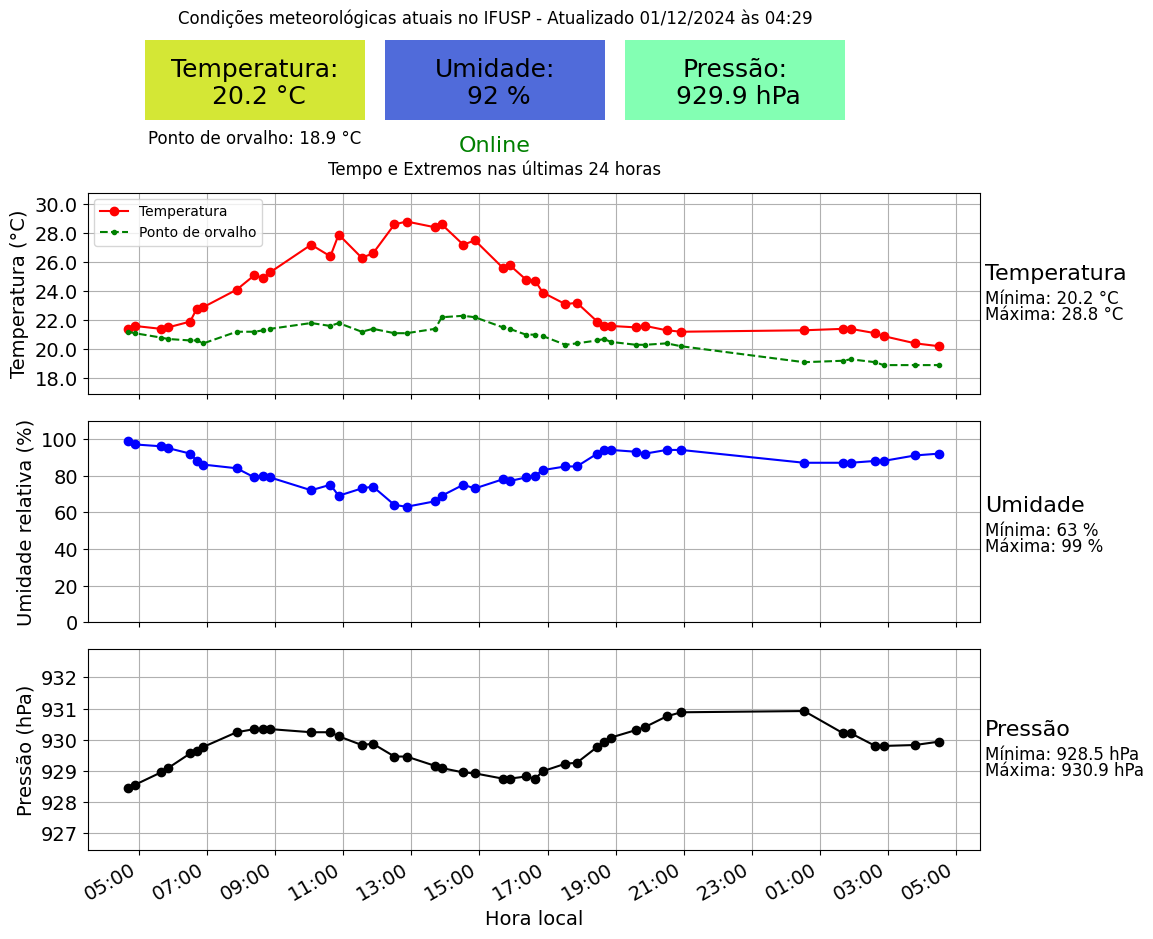 Condições meteorológicas atuais no IFUSP - Atualizado 01/12/2024 às 04:29
Temperatura:
20.2 °C
Umidade:
92 %
Pressão:
929.9 hPa
Ponto de orvalho: 18.9 °C
Online
Tempo e Extremos nas últimas 24 horas
Temperatura (°C)
30.0
28.0
26.0
24.0
22.0
20.0
18.0
Temperatura
Ponto de orvalho
Temperatura
Mínima: 20.2 °C
Máxima: 28.8 °C
Umidade relativa (%)
100
80
60
40
20
0
Umidade
Mínima: 63 %
Máxima: 99 %
Pressão (hPa)
932
931
930
929
928
927
Pressão
Mínima: 928.5 hPa
Máxima: 930.9 hPa
05:00
07:00
09:00
11:00
13:00
15:00
17:00
19:00
21:00
23:00
01:00
03:00
05:00
Hora local